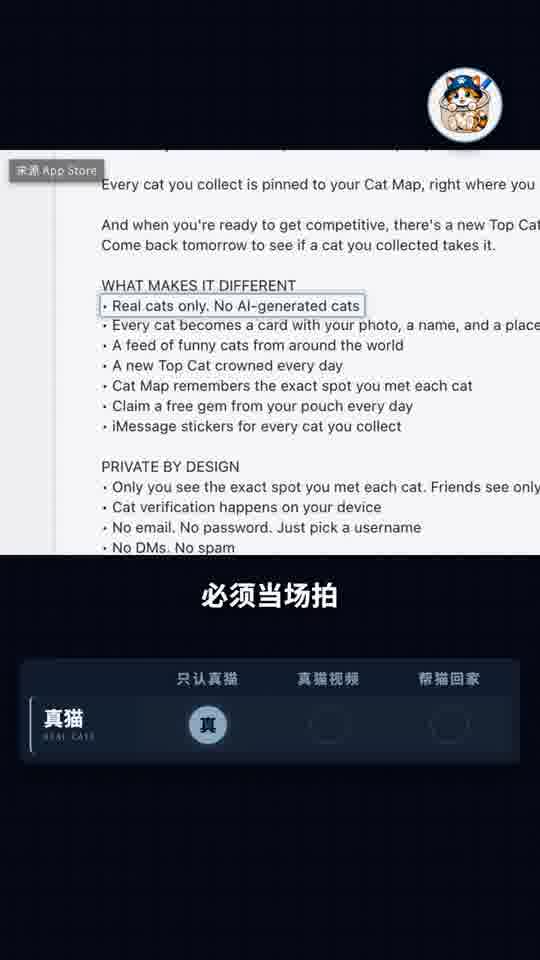 来源 App Store
Every cat you collect is pinned to your Cat Map, right where you
And when you're ready to get competitive, there's a new Top Cat
Come back tomorrow to see if a cat you collected takes it.
WHAT MAKES IT DIFFERENT
• Real cats only. No AI-generated cats
• Every cat becomes a card with your photo, a name, and a place
• A feed of funny cats from around the world
• A new Top Cat crowned every day
• Cat Map remembers the exact spot you met each cat
• Claim a free gem from your pouch every day
• iMessage stickers for every cat you collect
PRIVATE BY DESIGN
• Only you see the exact spot you met each cat. Friends see only
• Cat verification happens on your device
• No email. No password. Just pick a username
• No DMs. No spam
必须当场拍
只认真猫 真猫视频 帮猫回家
真猫 真
REAL CATS